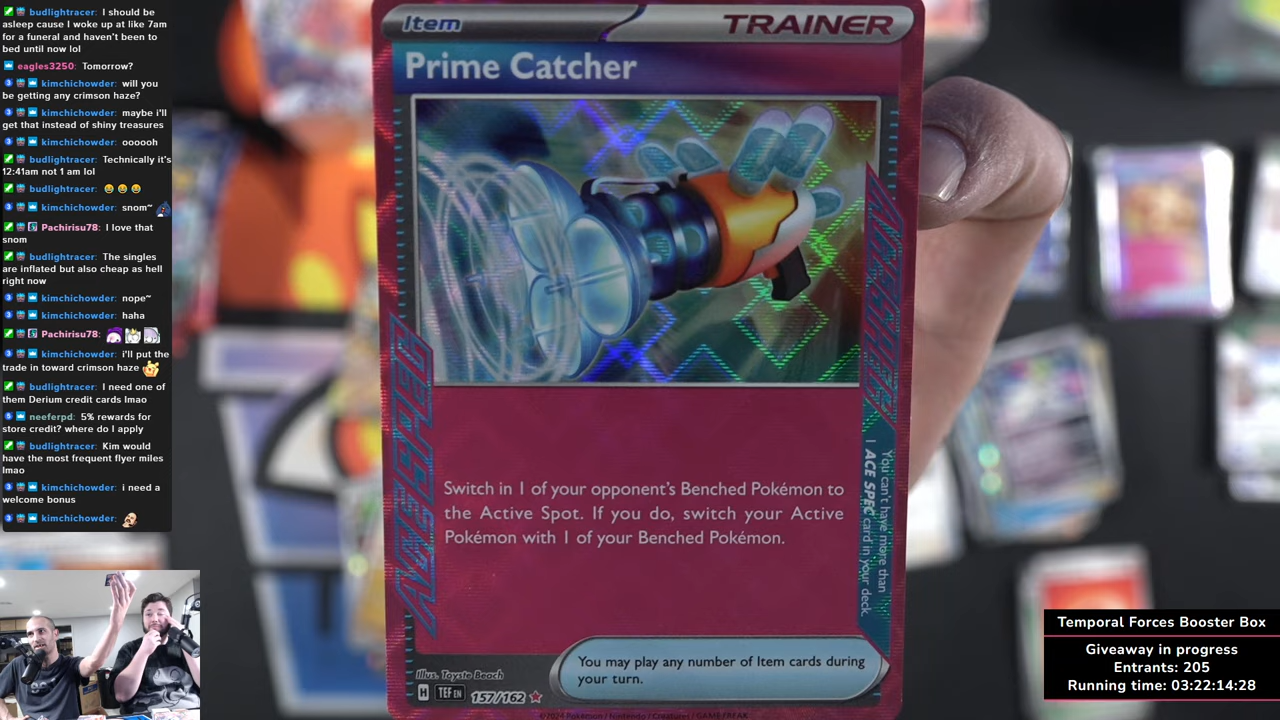 budlightracer: I should be
asleep cause I woke up at like 7am
for a funeral and haven't been to
bed until now lol
eagles3250: Tomorrow?
kimchichowder: will you
be getting any crimson haze?
kimchichowder: maybe i'll
get that instead of shiny treasures
kimchichowder: oooooh
budlightracer: Technically it's
12:41am not 1 am lol
budlightracer:
kimchichowder: snom~
Pachirisu78: I love that
snom
budlightracer: The singles
are inflated but also cheap as hell
right now
kimchichowder: nope~
kimchichowder: haha
Pachirisu78:
kimchichowder: i'll put the
trade in toward crimson haze
budlightracer: I need one of
them Derium credit cards lmao
neeferpd: 5% rewards for
store credit? where do I apply
budlightracer: Kim would
have the most frequent flyer miles
lmao
kimchichowder: i need a
welcome bonus
kimchichowder:
Item
TRAINER
Prime Catcher
ACE SPEC
ACE SPEC
You can't have more than
1 ACE SPEC card in your deck.
Switch in 1 of your opponent's Benched Pokémon to
the Active Spot. If you do, switch your Active
Pokémon with 1 of your Benched Pokémon.
You may play any number of Item cards during
your turn.
Illus. Toyste Beach
H TEF EN 157/162
©2024 Pokémon / Nintendo / Creatures / GAME FREAK
Temporal Forces Booster Box
Giveaway in progress
Entrants: 205
Running time: 03:22:14:28